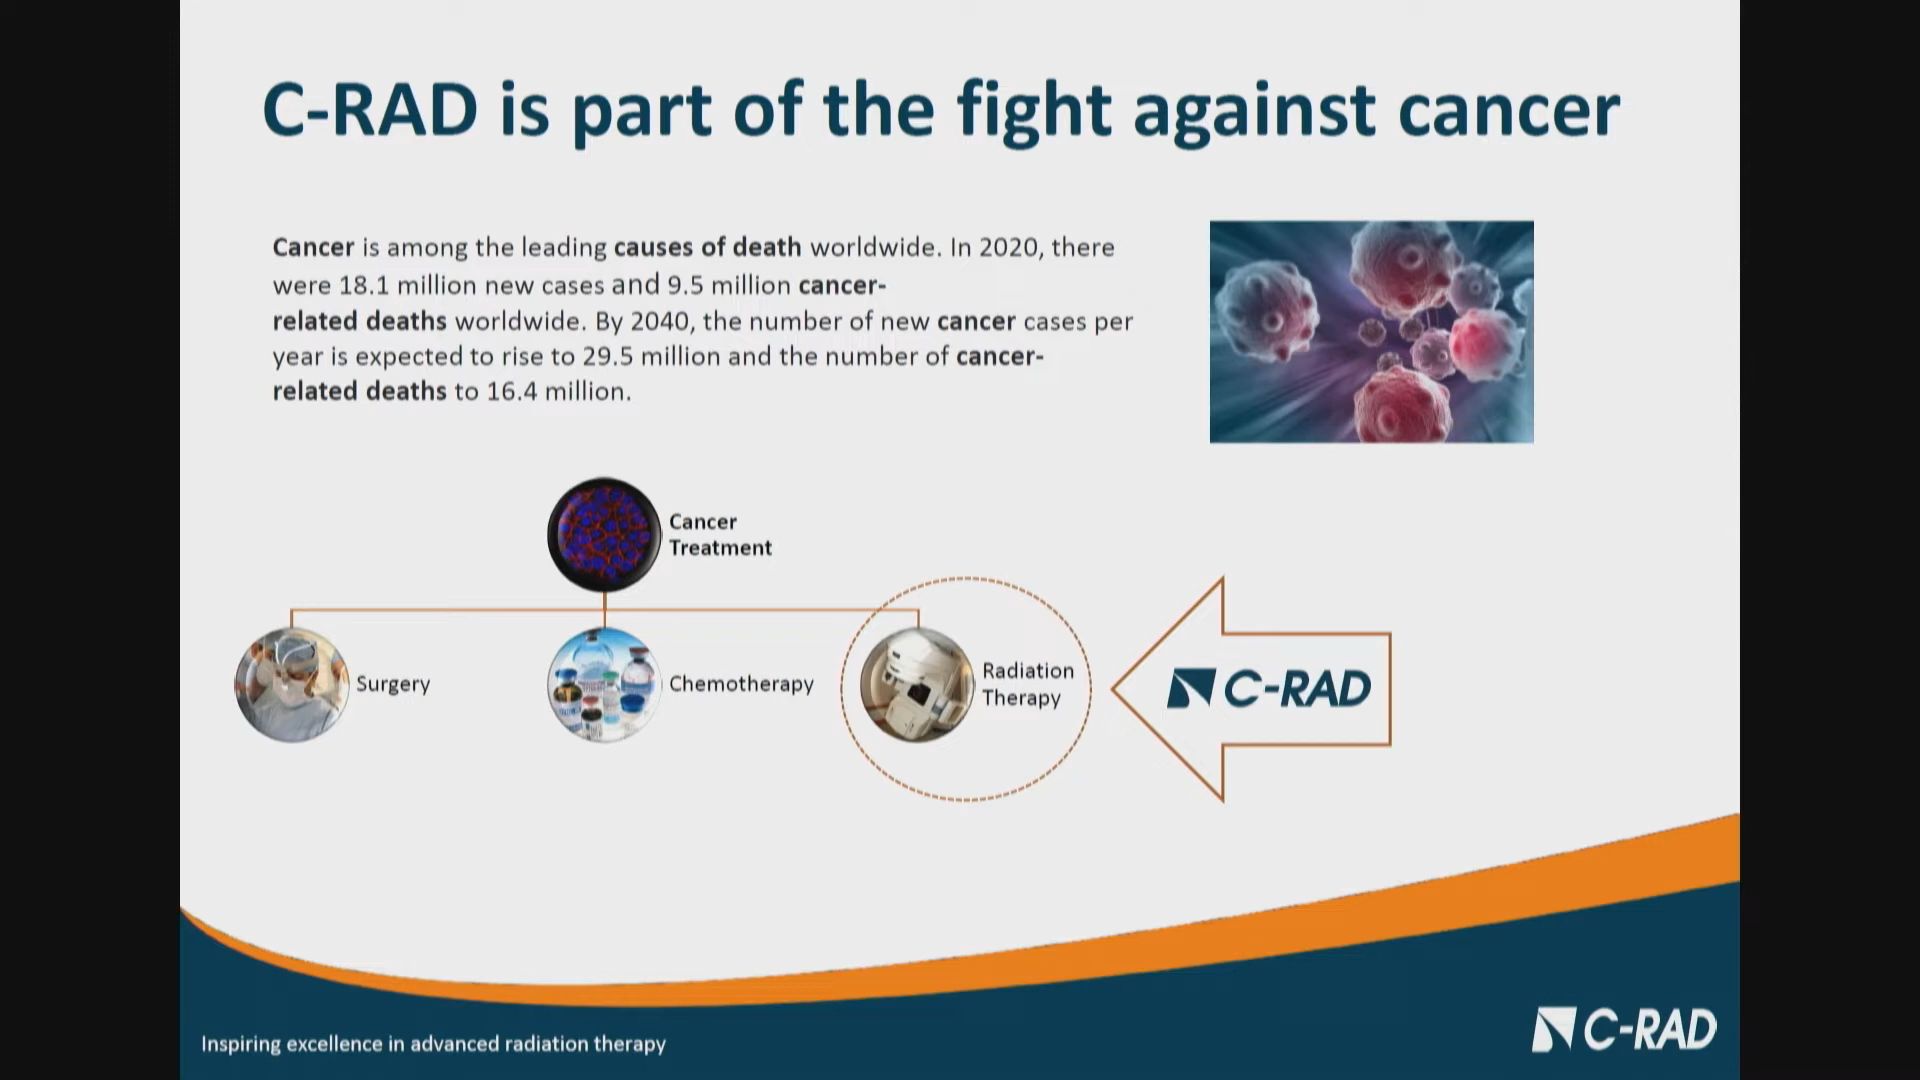 C-RAD is part of the fight against cancer
Cancer is among the leading causes of death worldwide. In 2020, there
were 18.1 million new cases and 9.5 million cancer-
related deaths worldwide. By 2040, the number of new cancer cases per
year is expected to rise to 29.5 million and the number of cancer-
related deaths to 16.4 million.
Cancer
Treatment
Surgery
Chemotherapy
Radiation
Therapy
C-RAD
Inspiring excellence in advanced radiation therapy
C-RAD